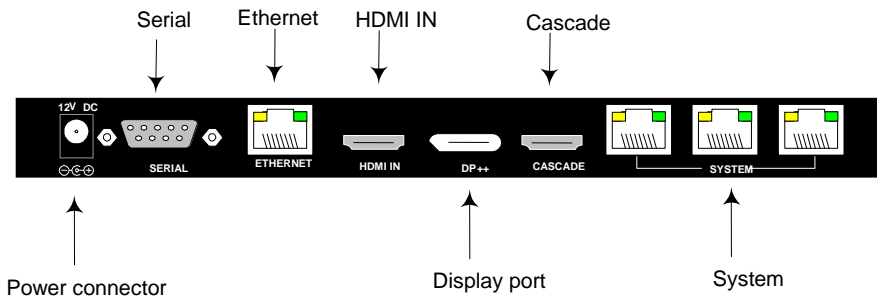 Serial
Ethernet
HDMI IN
Cascade
12V DC
SERIAL
ETHERNET
HDMI IN
DP++
CASCADE
SYSTEM
Power connector
Display port
System